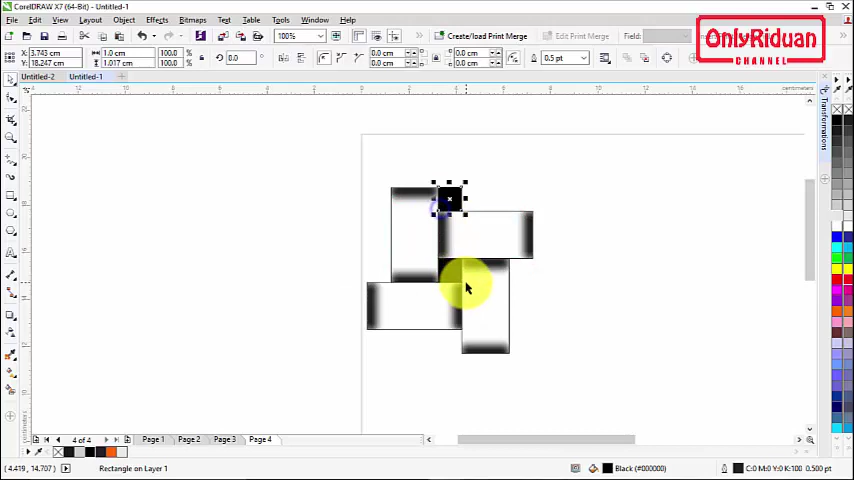 CorelDRAW X7 (64-Bit) - Untitled-1
File Edit View Layout Object Effects Bitmaps Text Table Tools Window Help
100% Create/load Print Merge Edit Print Merge Field:
X: 3.743 cm 1.0 cm 100.0 % 0.0 0.0 cm 0.0 cm 0.5 pt
Y: 18.247 cm 1.017 cm 100.0 % 0.0 cm 0.0 cm
OnlyRiduan
CHANNEL
Untitled-2 Untitled-1
centimeters
Transformations
4 of 4 Page 1 Page 2 Page 3 Page 4
( 4.419, 14.707 ) Rectangle on Layer 1 Black (#000000) C:0 M:0 Y:0 K:100 0.500 pt